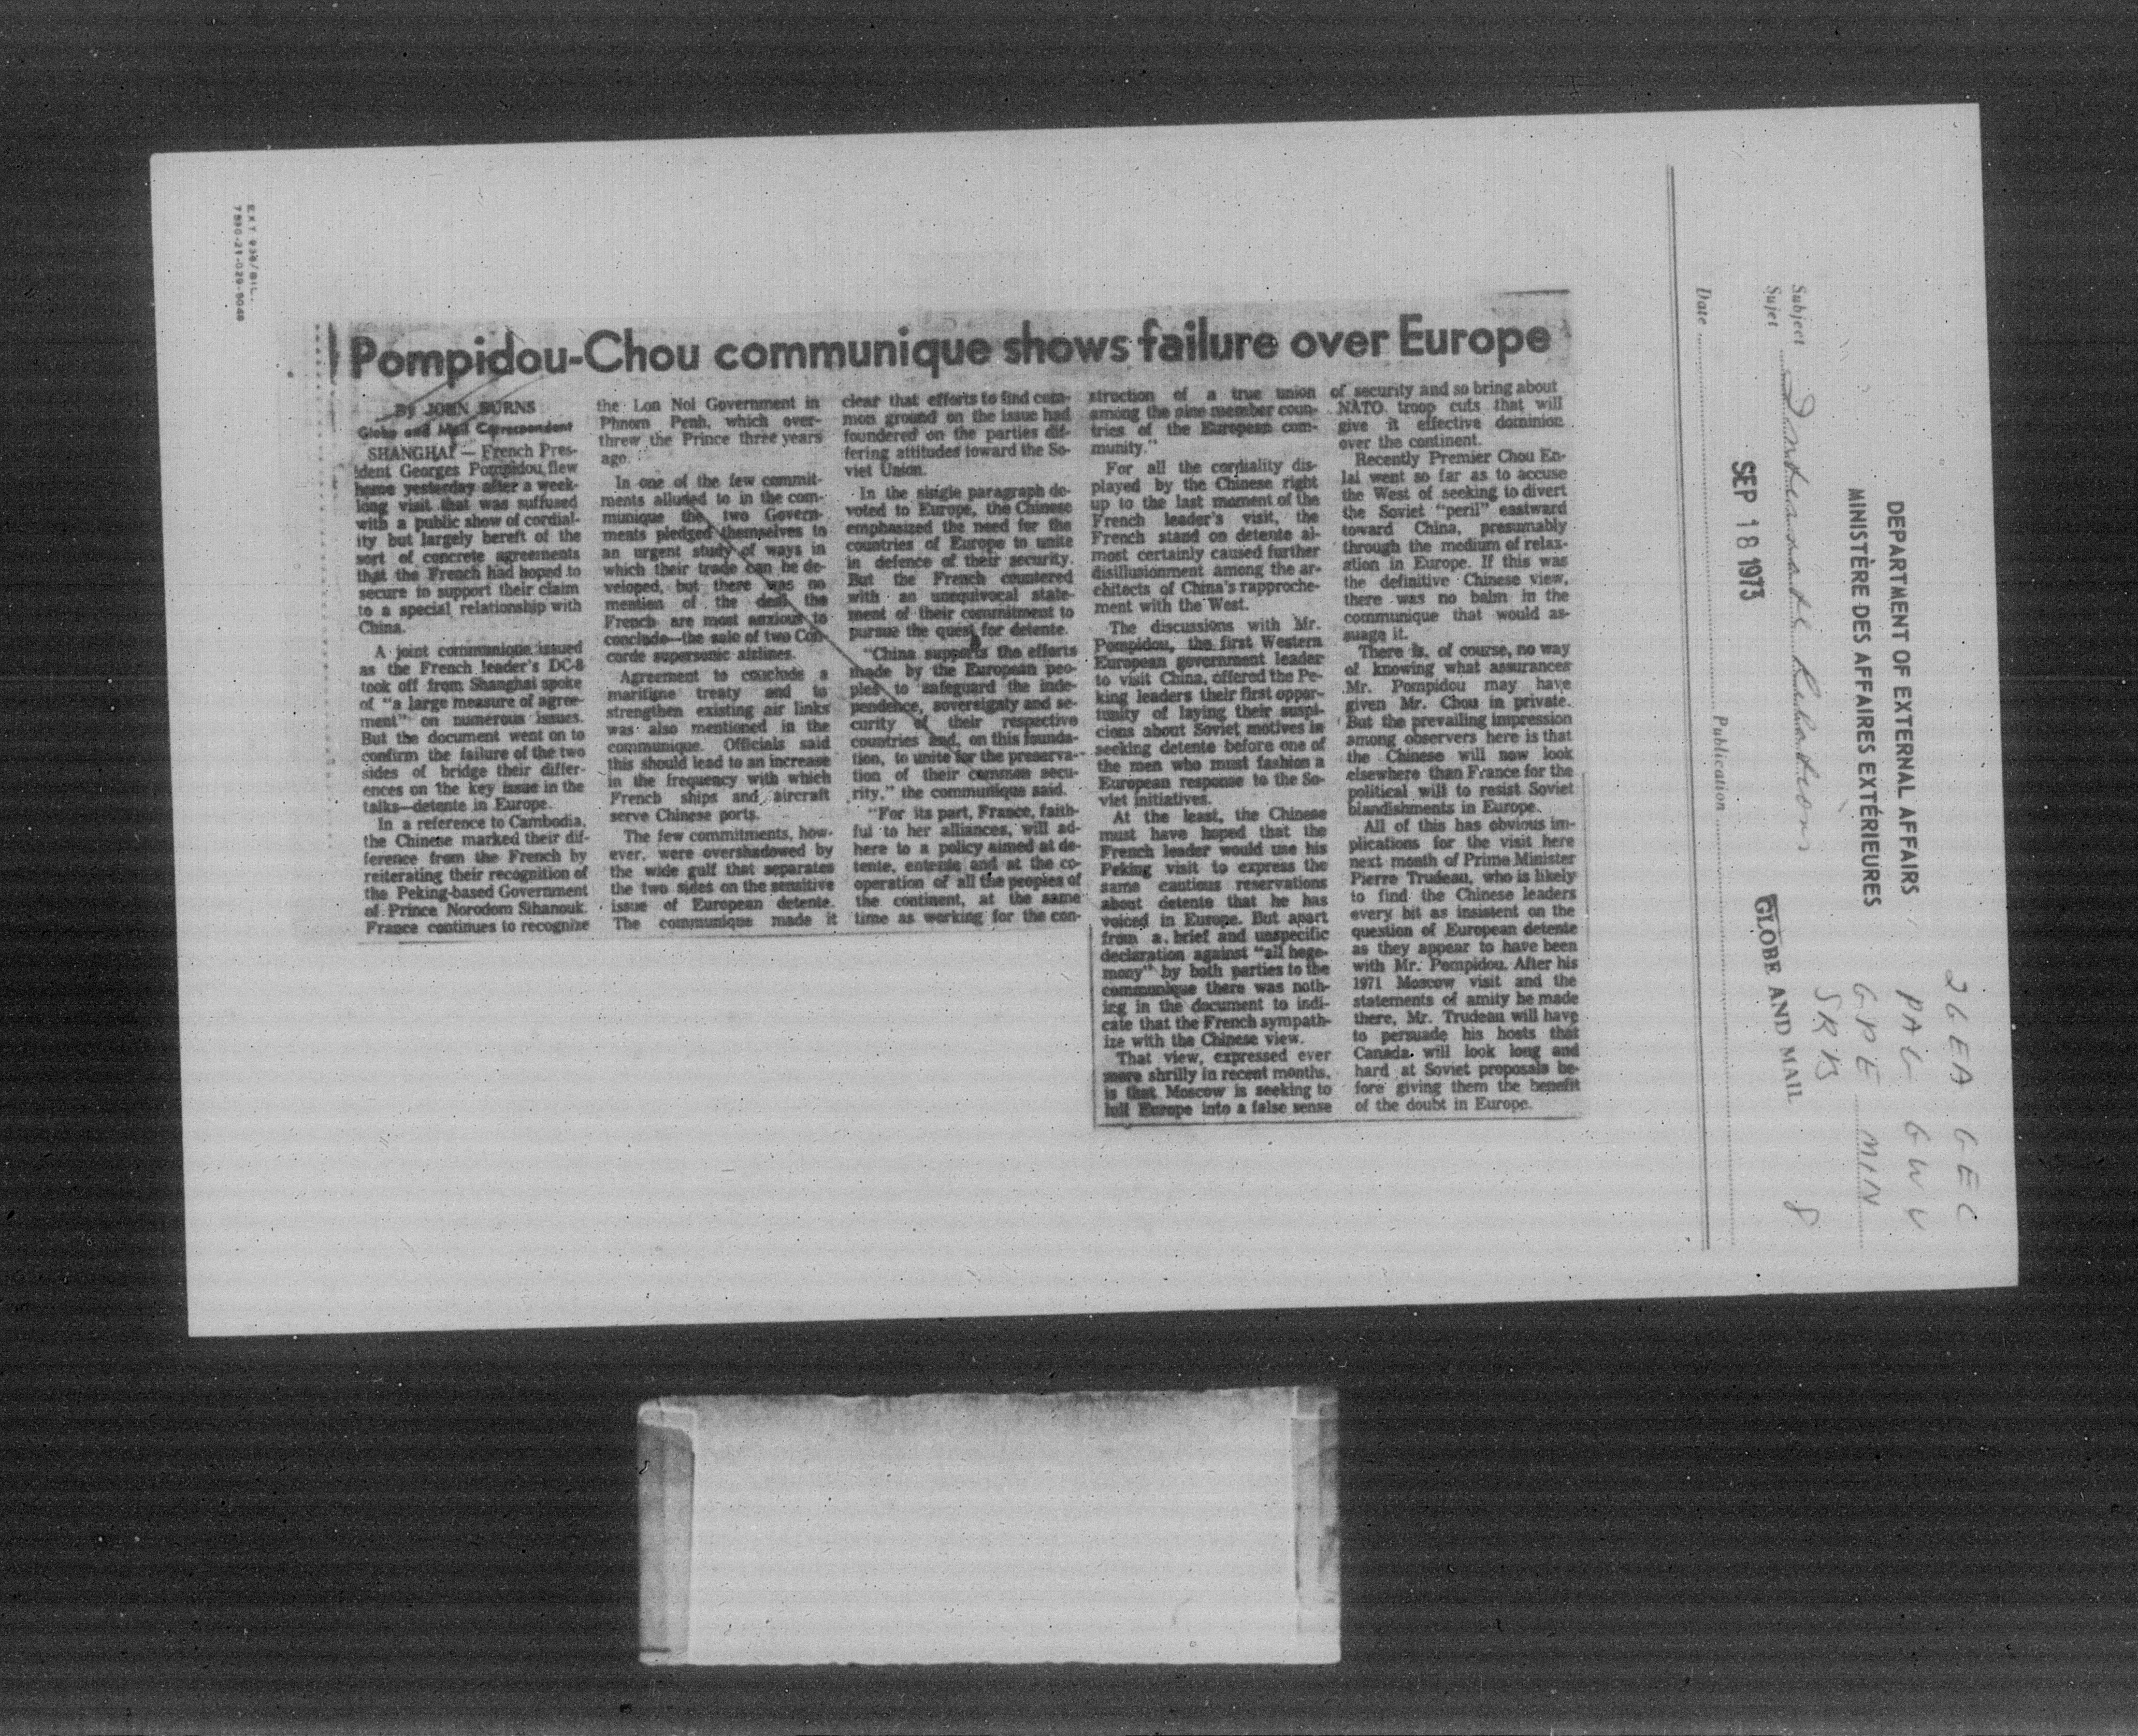 DEPARTMENT OF EXTERNAL AFFAIRS
MINISTÈRE DES AFFAIRES EXTÉRIEURES
26EA GEC
PAG GWU
GPE MIN
SRB
Subject
Sujet
International Relations
8
Date
SEP 18 1973
Publication
GLOBE AND MAIL
Pompidou-Chou communique shows failure over Europe
By JOHN BURNS
Globe and Mail Correspondent
SHANGHAI — French Pres-
ident Georges Pompidou flew
home yesterday after a week-
long visit that was suffused
with a public show of cordial-
ity but largely bereft of the
sort of concrete agreements
that the French had hoped to
secure to support their claim
to a special relationship with
China.
A joint communique issued
as the French leader's DC-8
took off from Shanghai spoke
of "a large measure of agree-
ment" on numerous issues.
But the document went on to
confirm the failure of the two
sides of bridge their differ-
ences on the key issue in the
talks—detente in Europe.
In a reference to Cambodia,
the Chinese marked their dif-
ference from the French by
reiterating their recognition of
the Peking-based Government
of Prince Norodom Sihanouk.
France continues to recognize
the Lon Nol Government in
Phnom Penh, which over-
threw the Prince three years
ago.
In one of the few commit-
ments alluded to in the com-
munique the two Govern-
ments pledged themselves to
an urgent study of ways in
which their trade can be de-
veloped, but there was no
mention of the deal the
French are most anxious to
conclude—the sale of two Con-
corde supersonic airlines.
Agreement to conclude a
maritime treaty and to
strengthen existing air links
was also mentioned in the
communique. Officials said
this should lead to an increase
in the frequency with which
French ships and aircraft
serve Chinese ports.
The few commitments, how-
ever, were overshadowed by
the wide gulf that separates
the two sides on the sensitive
issue of European detente.
The communique made it
clear that efforts to find com-
mon ground on the issue had
foundered on the parties dif-
fering attitudes toward the So-
viet Union.
In the single paragraph de-
voted to Europe, the Chinese
emphasized the need for the
countries of Europe to unite
in defence of their security.
But the French countered
with an unequivocal state-
ment of their commitment to
pursue the quest for detente.
"China supports the efforts
made by the European peo-
ples to safeguard the inde-
pendence, sovereignty and se-
curity of their respective
countries and, on this founda-
tion, to unite for the preserva-
tion of their common secu-
rity," the communique said.
"For its part, France, faith-
ful to her alliances, will ad-
here to a policy aimed at de-
tente, entente and at the co-
operation of all the peoples of
the continent, at the same
time as working for the con-
struction of a true union
among the nine member coun-
tries of the European com-
munity."
For all the cordiality dis-
played by the Chinese right
up to the last moment of the
French leader's visit, the
French stand on detente al-
most certainly caused further
disillusionment among the ar-
chitects of China's rapproche-
ment with the West.
The discussions with Mr.
Pompidou, the first Western
European government leader
to visit China, offered the Pe-
king leaders their first oppor-
tunity of laying their suspi-
cions about Soviet motives in
seeking detente before one of
the men who must fashion a
European response to the So-
viet initiatives.
At the least, the Chinese
must have hoped that the
French leader would use his
Peking visit to express the
same cautious reservations
about detente that he has
voiced in Europe. But apart
from a brief and unspecific
declaration against "all hege-
mony" by both parties to the
communique there was noth-
ing in the document to indi-
cate that the French sympath-
ize with the Chinese view.
That view, expressed ever
more shrilly in recent months,
is that Moscow is seeking to
lull Europe into a false sense
of security and so bring about
NATO troop cuts that will
give it effective dominion
over the continent.
Recently Premier Chou En-
lai went so far as to accuse
the West of seeking to divert
the Soviet "peril" eastward
toward China, presumably
through the medium of relax-
ation in Europe. If this was
the definitive Chinese view,
there was no balm in the
communique that would as-
suage it.
There is, of course, no way
of knowing what assurances
Mr. Pompidou may have
given Mr. Chou in private.
But the prevailing impression
among observers here is that
the Chinese will now look
elsewhere than France for the
political will to resist Soviet
blandishments in Europe.
All of this has obvious im-
plications for the visit here
next month of Prime Minister
Pierre Trudeau, who is likely
to find the Chinese leaders
every bit as insistent on the
question of European detente
as they appear to have been
with Mr. Pompidou. After his
1971 Moscow visit and the
statements of amity he made
there, Mr. Trudeau will have
to persuade his hosts that
Canada will look long and
hard at Soviet proposals be-
fore giving them the benefit
of the doubt in Europe.
EXT 938/BIL.
7530-21-029-5048